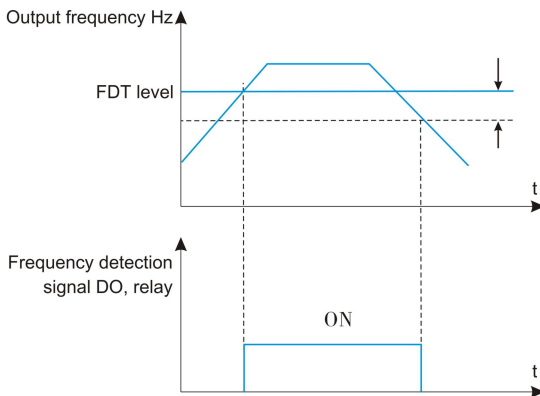 Output frequency Hz
FDT level
t
Frequency detection
signal DO, relay
ON
t